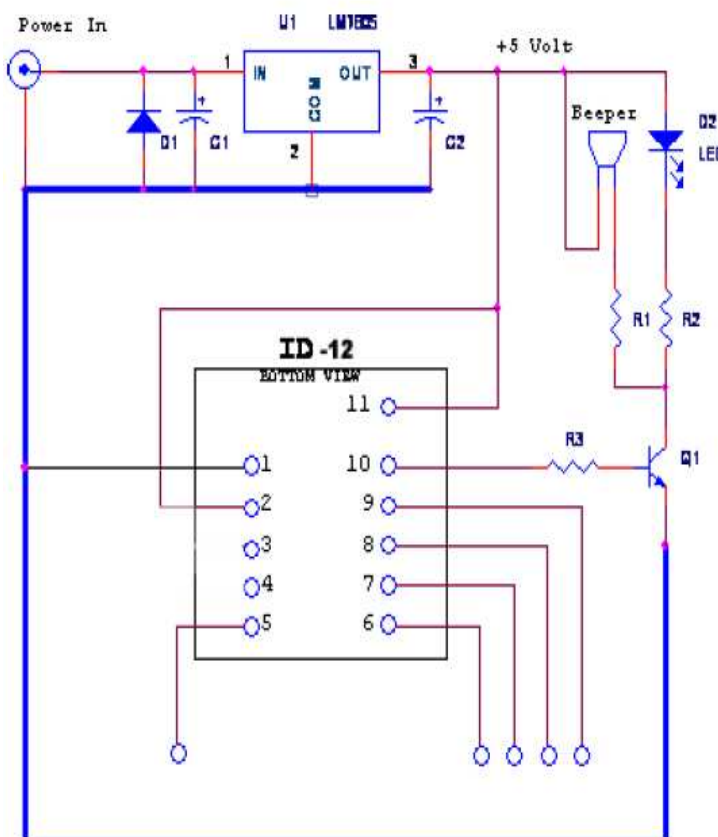 Power In
U1 LM7805
+5 Volt
1 IN OUT 3
Beeper
D1 C1 2 C2
D2
LED
R1 R2
ID -12
BOTTOM VIEW
11
1 10 R3 Q1
2 9
3 8
4 7
5 6